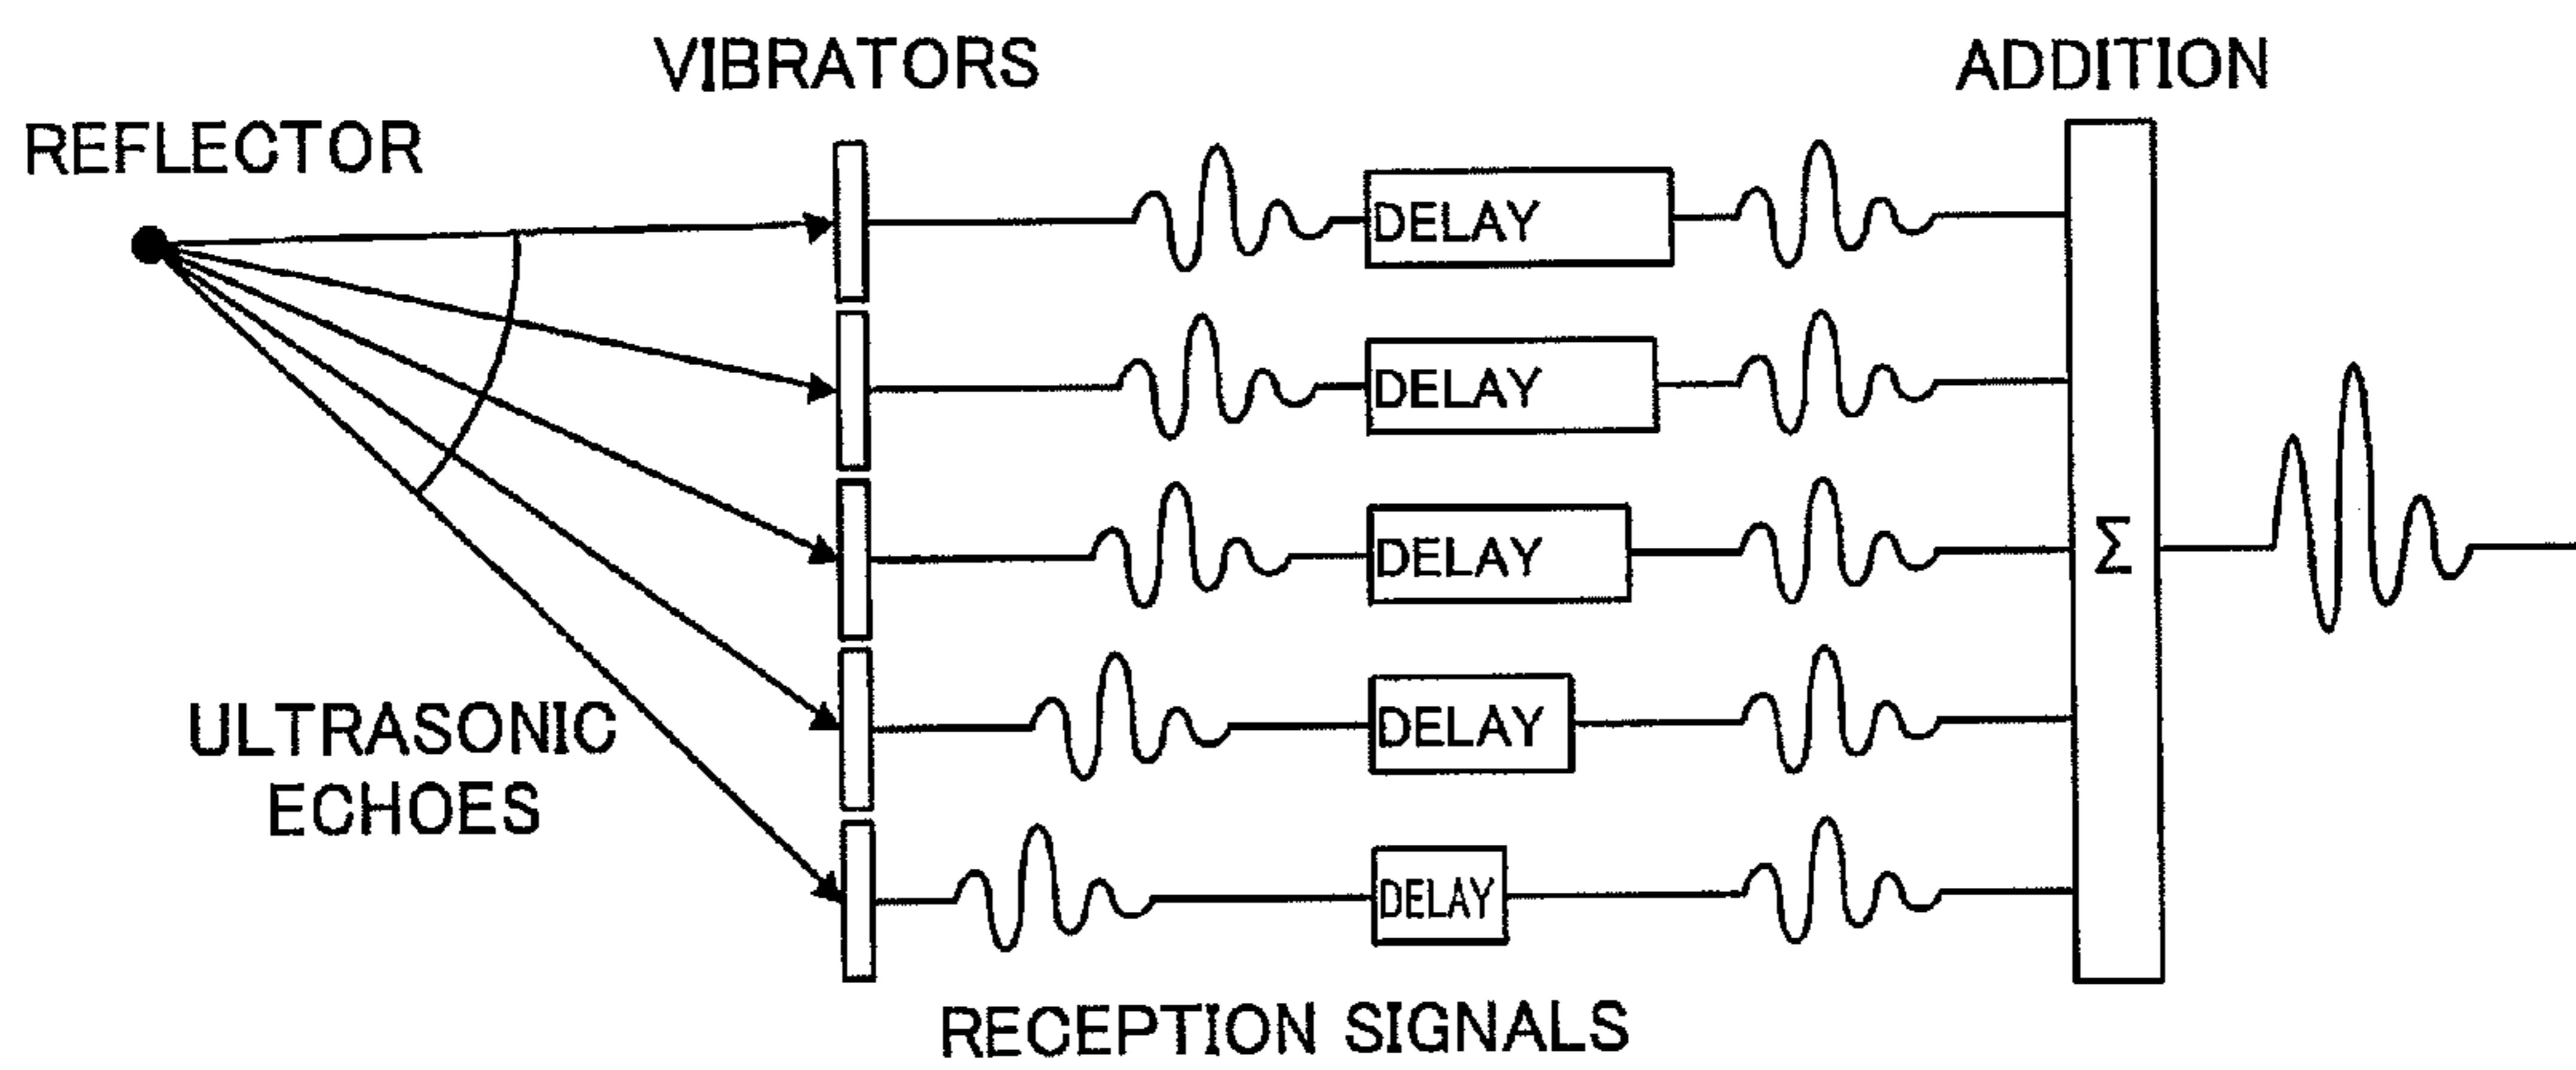 VIBRATORS
ADDITION
REFLECTOR
DELAY
DELAY
DELAY
Σ
DELAY
ULTRASONIC
ECHOES
DELAY
RECEPTION SIGNALS